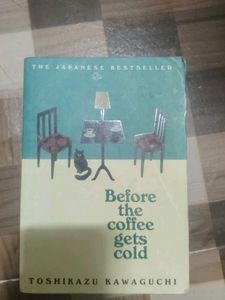 THE JAPANESE BESTSELLER
Before
the
coffee
gets
cold
TOSHIKAZU KAWAGUCHI